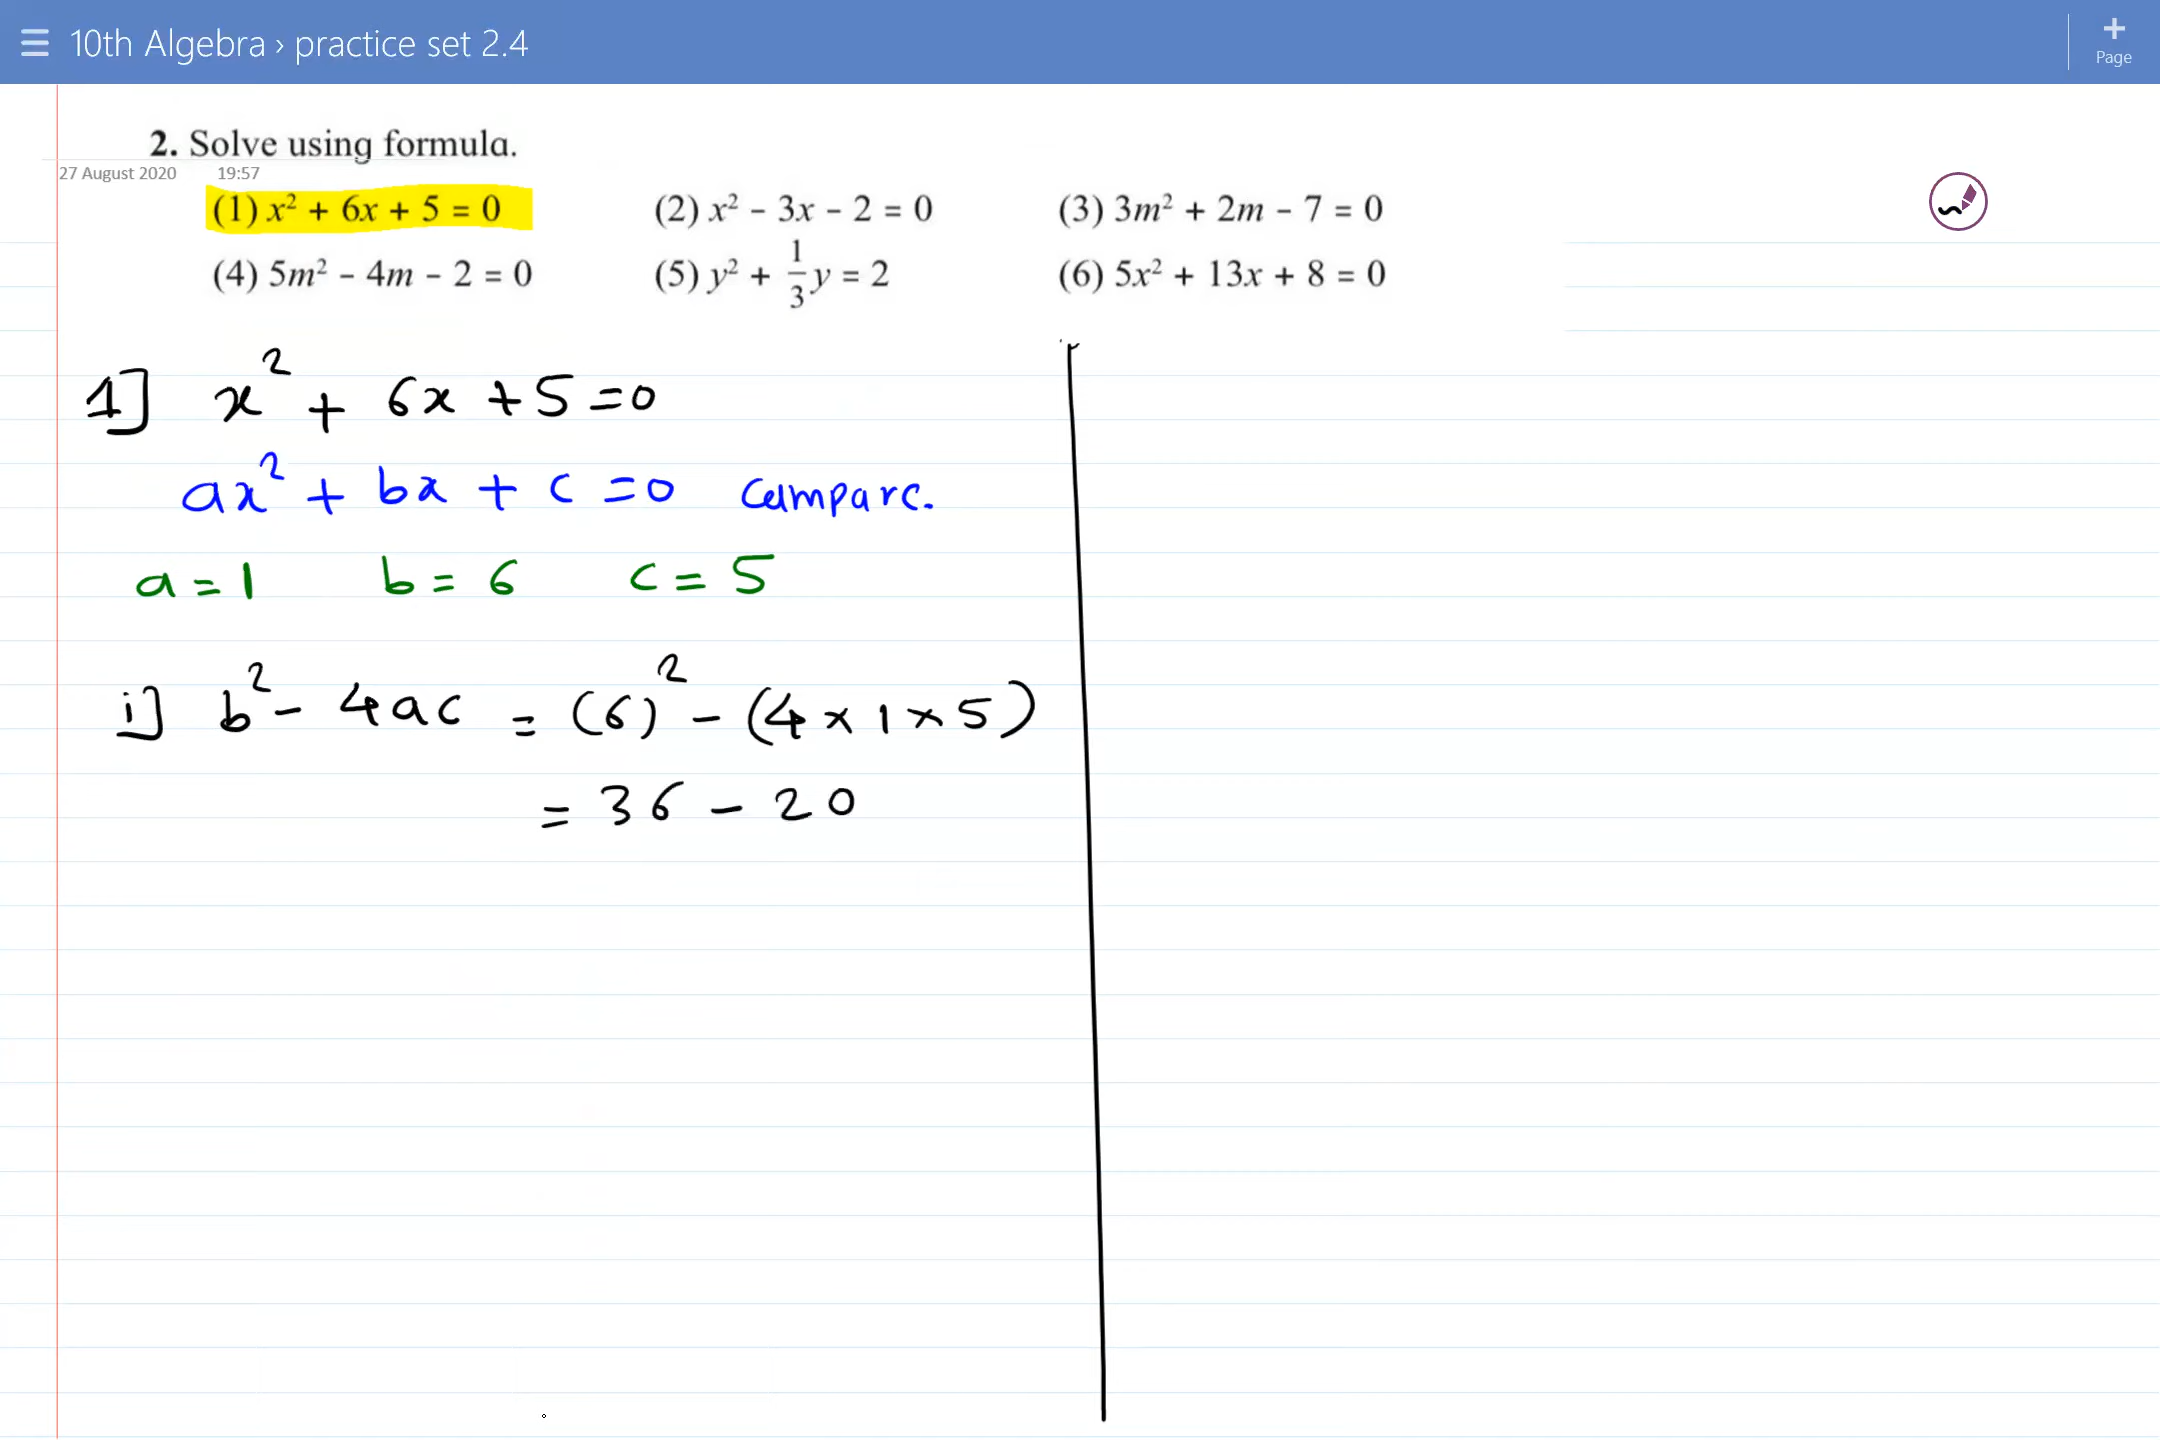 10th Algebra › practice set 2.4
Page
2. Solve using formula.
27 August 2020 19:57
(1) x² + 6x + 5 = 0 (2) x² − 3x − 2 = 0 (3) 3m² + 2m − 7 = 0
(4) 5m² − 4m − 2 = 0 (5) y² + 1/3 y = 2 (6) 5x² + 13x + 8 = 0
1] x² + 6x + 5 = 0
ax² + bx + c = 0 compare.
a = 1 b = 6 c = 5
i] b² − 4ac = (6)² − (4 × 1 × 5)
= 36 − 20